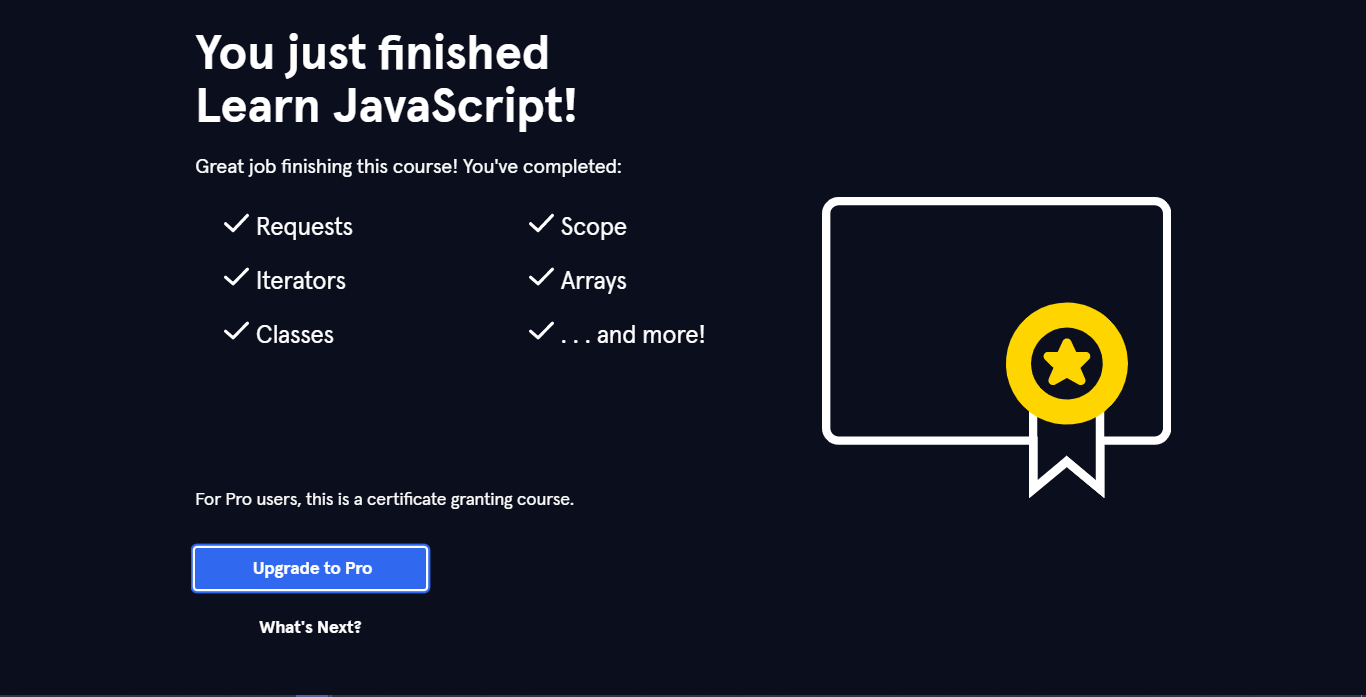 You just finished
Learn JavaScript!
Great job finishing this course! You've completed:
Requests
Scope
Iterators
Arrays
Classes
. . . and more!
For Pro users, this is a certificate granting course.
Upgrade to Pro
What's Next?